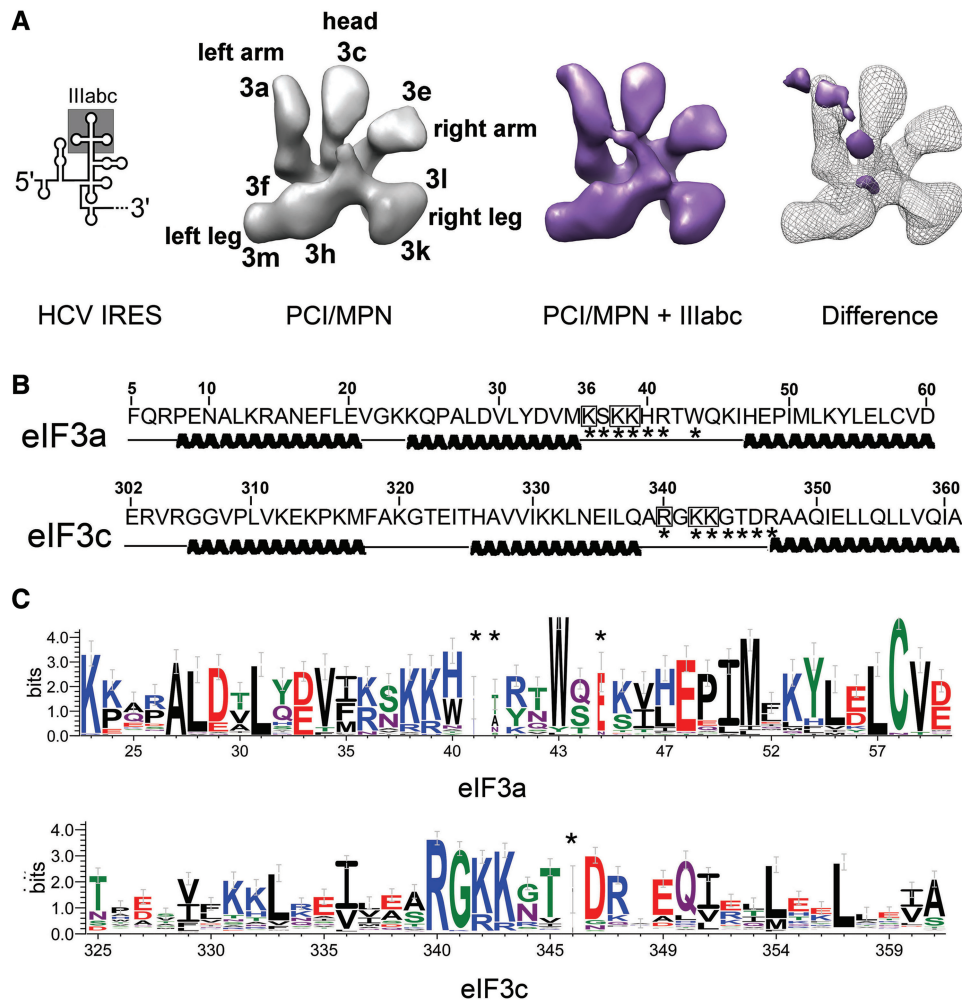 A
IIIabc
5'
3'
head
3c
left arm
3a
3e
right arm
3f
3l
left leg
right leg
3m
3h
3k
HCV IRES
PCI/MPN
PCI/MPN + IIIabc
Difference
B
5 10 20 30 36 40 50 60
FQRPENALKRANEFLEVGKKQPALDVLYDVMKSKKHRTWQKIHEPIMLKYLELCVD
eIF3a
* * * * * * *
302 310 320 330 340 350 360
ERVRGGVPLVKEKPKMFAKGTEITHAVVIKKLNEILQARGKKGTDRAAQIELLQLLVQIA
eIF3c
* * * * * * *
C
bits
4.0
3.0
2.0
1.0
0.0
* * *
25 30 35 40 43 47 52 57
eIF3a
bits
4.0
3.0
2.0
1.0
0.0
*
325 330 335 340 345 349 354 359
eIF3c